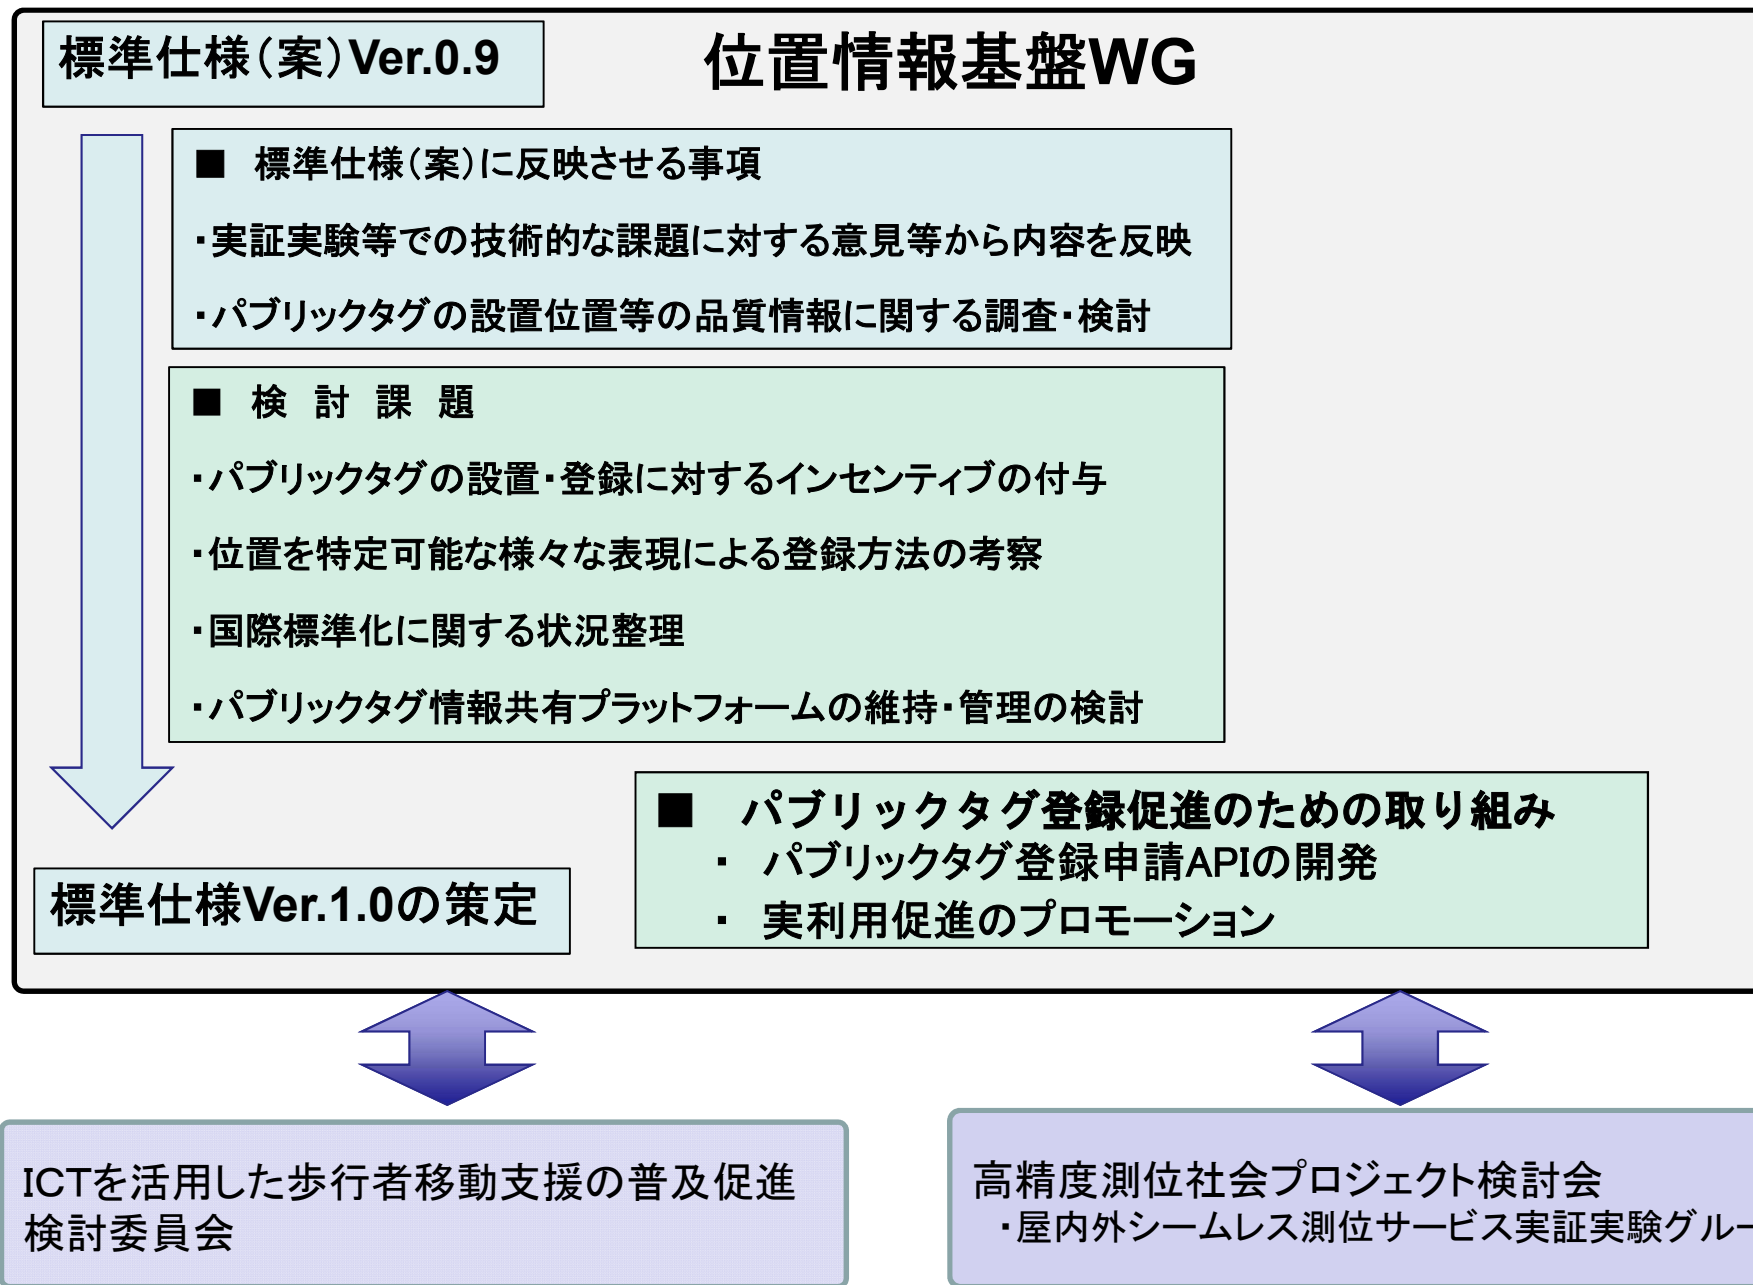 標準仕様（案）Ver.0.9
位置情報基盤WG
■ 標準仕様（案）に反映させる事項
・実証実験等での技術的な課題に対する意見等から内容を反映
・パブリックタグの設置位置等の品質情報に関する調査・検討
■ 検 討 課 題
・パブリックタグの設置・登録に対するインセンティブの付与
・位置を特定可能な様々な表現による登録方法の考察
・国際標準化に関する状況整理
・パブリックタグ情報共有プラットフォームの維持・管理の検討
■ パブリックタグ登録促進のための取り組み
・ パブリックタグ登録申請APIの開発
・ 実利用促進のプロモーション
標準仕様Ver.1.0の策定
ICTを活用した歩行者移動支援の普及促進
検討委員会
高精度測位社会プロジェクト検討会
・屋内外シームレス測位サービス実証実験グルー